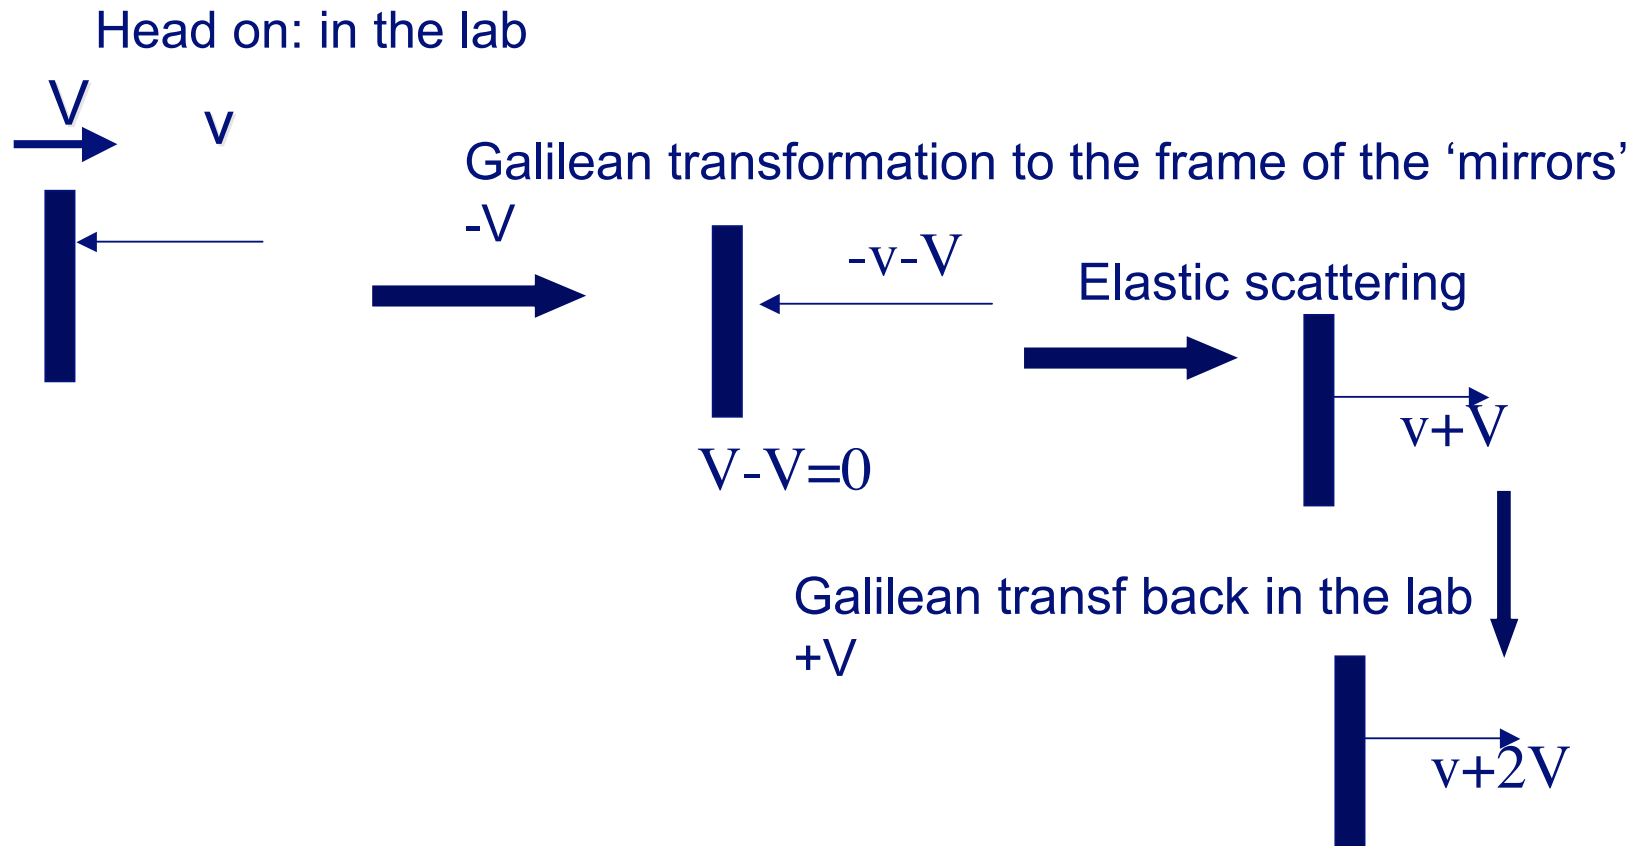 Head on: in the lab
V
v
Galilean transformation to the frame of the ‘mirrors’
-V
-v-V
Elastic scattering
V-V=0
v+V
Galilean transf back in the lab
+V
v+2V